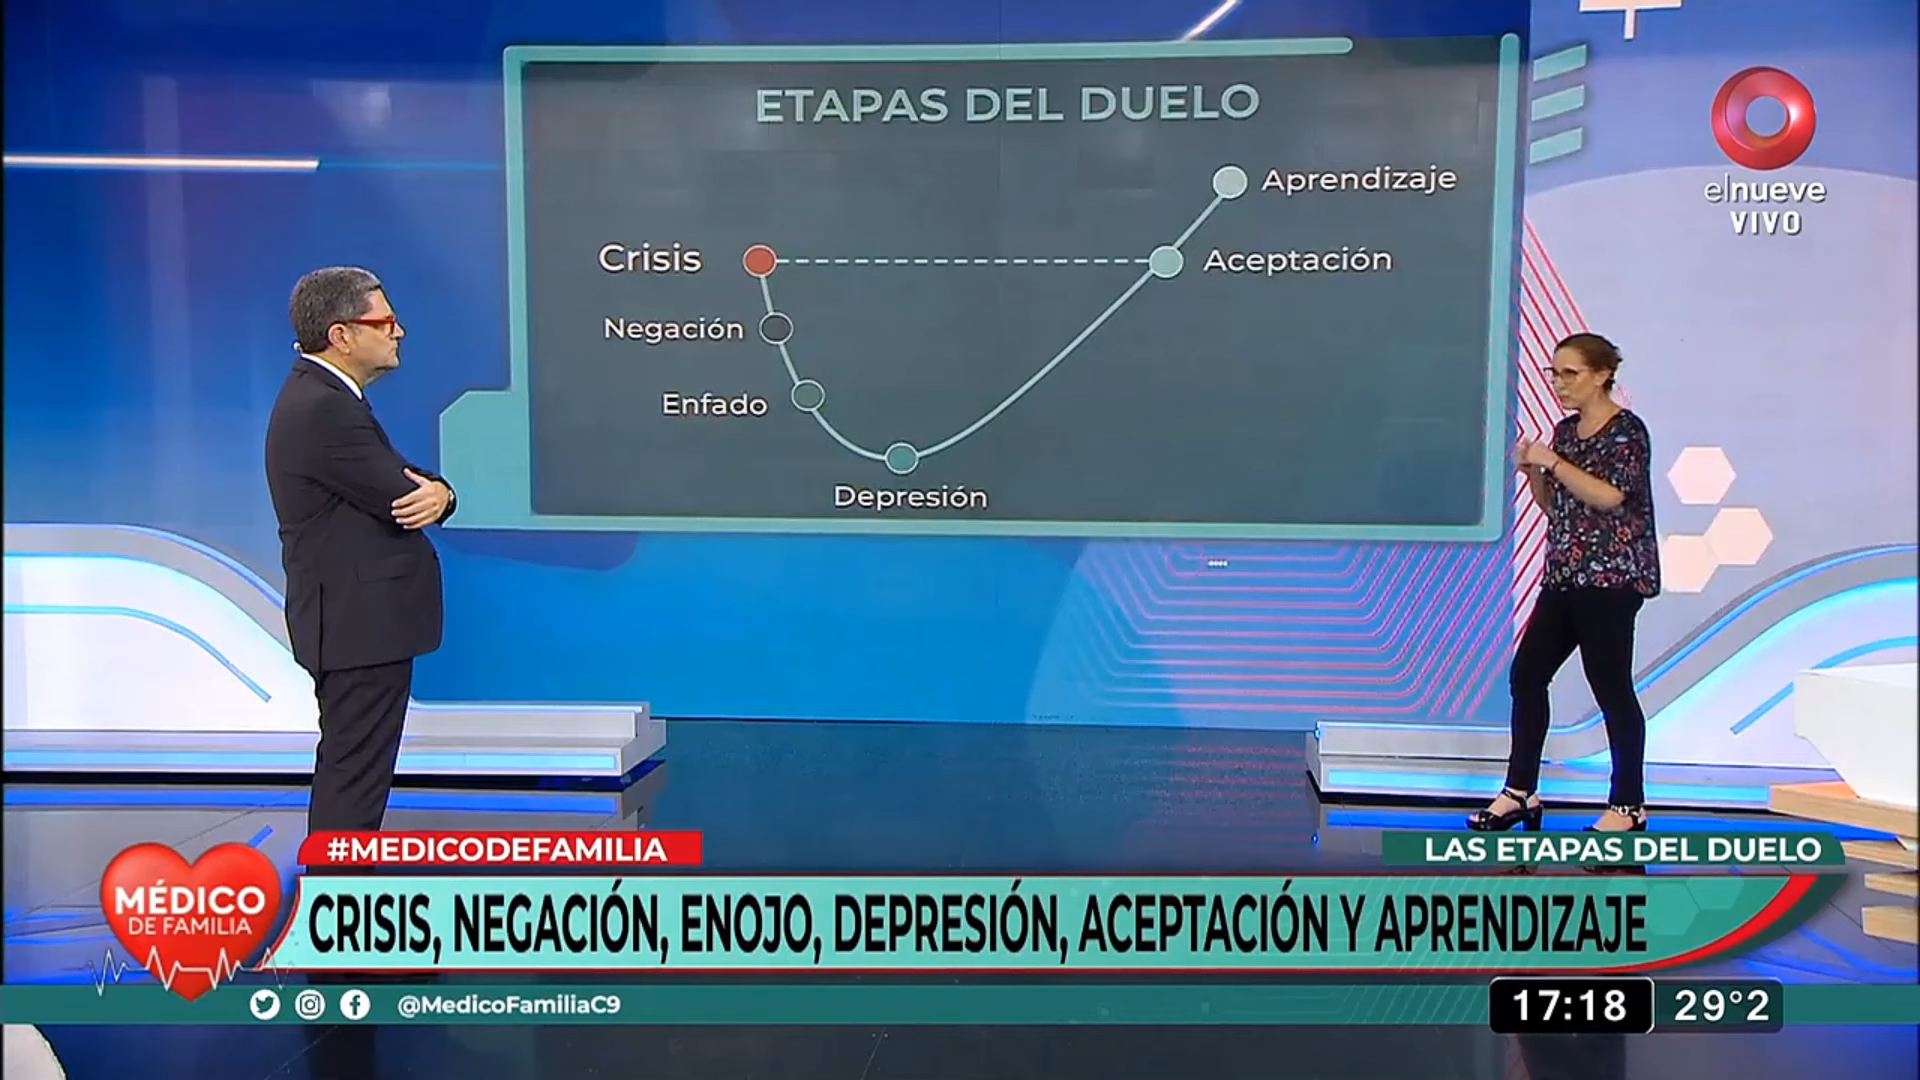 ETAPAS DEL DUELO
Aprendizaje
Crisis
Aceptación
Negación
Enfado
Depresión
elnueve
VIVO
#MEDICODEFAMILIA
LAS ETAPAS DEL DUELO
MÉDICO
DE FAMILIA
CRISIS, NEGACIÓN, ENOJO, DEPRESIÓN, ACEPTACIÓN Y APRENDIZAJE
@MedicoFamiliaC9
17:18
29°2